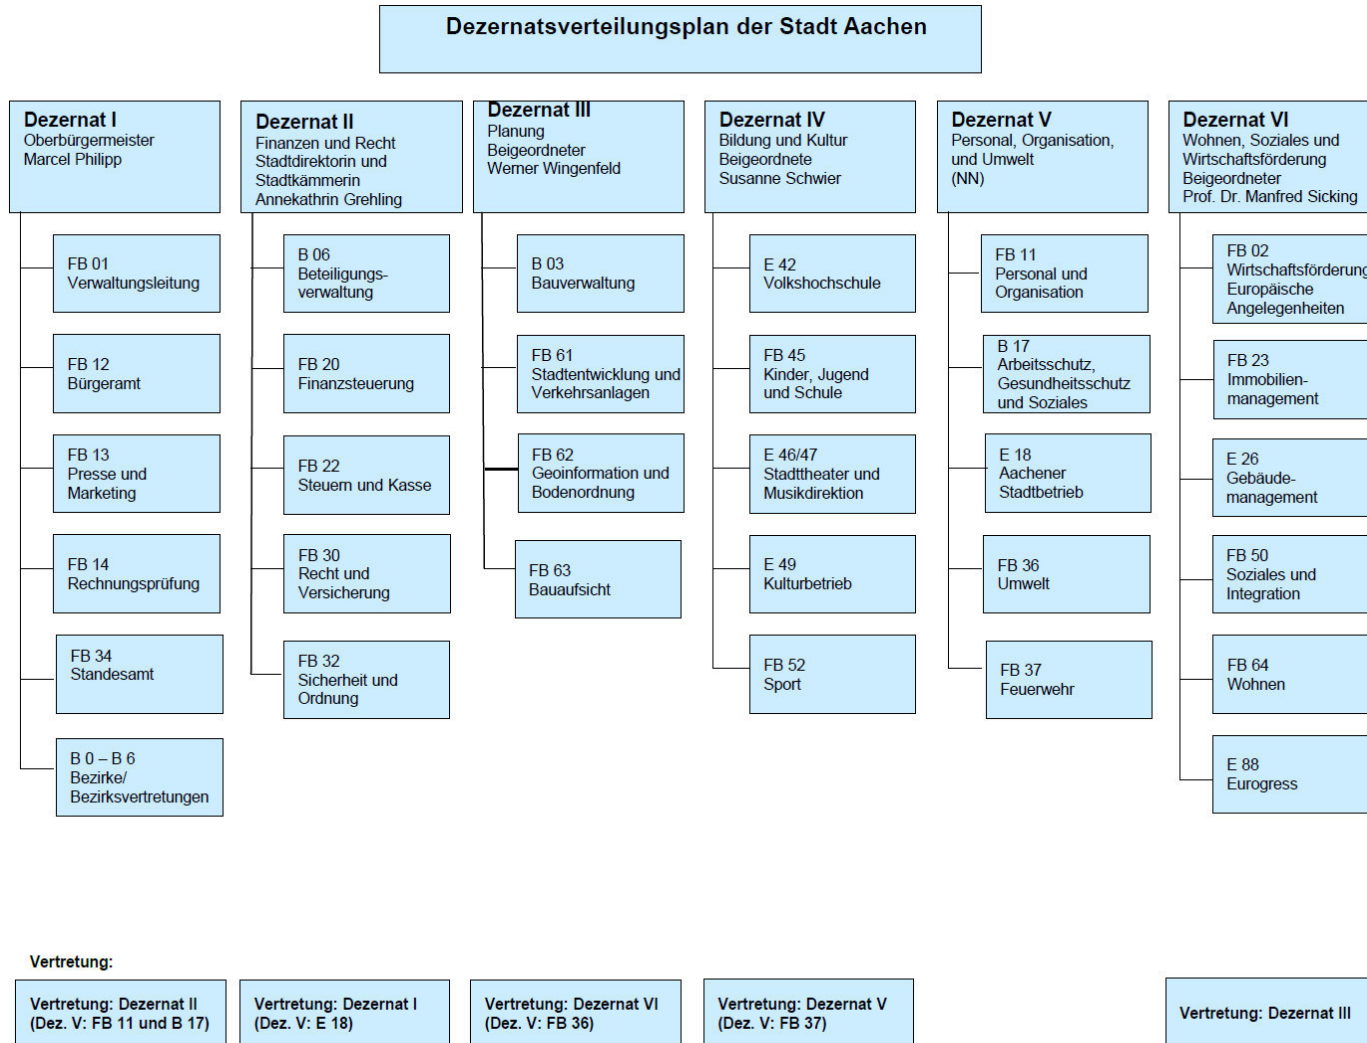 Dezernatsverteilungsplan der Stadt Aachen
Dezernat I
Oberbürgermeister
Marcel Philipp
FB 01
Verwaltungsleitung
FB 12
Bürgeramt
FB 13
Presse und
Marketing
FB 14
Rechnungsprüfung
FB 34
Standesamt
B 0 – B 6
Bezirke/
Bezirksvertretungen
Dezernat II
Finanzen und Recht
Stadtdirektorin und
Stadtkämmerin
Annekathrin Grehling
B 06
Beteiligungs-
verwaltung
FB 20
Finanzsteuerung
FB 22
Steuern und Kasse
FB 30
Recht und
Versicherung
FB 32
Sicherheit und
Ordnung
Dezernat III
Planung
Beigeordneter
Werner Wingenfeld
B 03
Bauverwaltung
FB 61
Stadtentwicklung und
Verkehrsanlagen
FB 62
Geoinformation und
Bodenordnung
FB 63
Bauaufsicht
Dezernat IV
Bildung und Kultur
Beigeordnete
Susanne Schwier
E 42
Volkshochschule
FB 45
Kinder, Jugend
und Schule
E 46/47
Stadttheater und
Musikdirektion
E 49
Kulturbetrieb
FB 52
Sport
Dezernat V
Personal, Organisation,
und Umwelt
(NN)
FB 11
Personal und
Organisation
B 17
Arbeitsschutz,
Gesundheitsschutz
und Soziales
E 18
Aachener
Stadtbetrieb
FB 36
Umwelt
FB 37
Feuerwehr
Dezernat VI
Wohnen, Soziales und
Wirtschaftsförderung
Beigeordneter
Prof. Dr. Manfred Sicking
FB 02
Wirtschaftsförderung
Europäische
Angelegenheiten
FB 23
Immobilien-
management
E 26
Gebäude-
management
FB 50
Soziales und
Integration
FB 64
Wohnen
E 88
Eurogress
Vertretung:
Vertretung: Dezernat II
(Dez. V: FB 11 und B 17)
Vertretung: Dezernat I
(Dez. V: E 18)
Vertretung: Dezernat VI
(Dez. V: FB 36)
Vertretung: Dezernat V
(Dez. V: FB 37)
Vertretung: Dezernat III